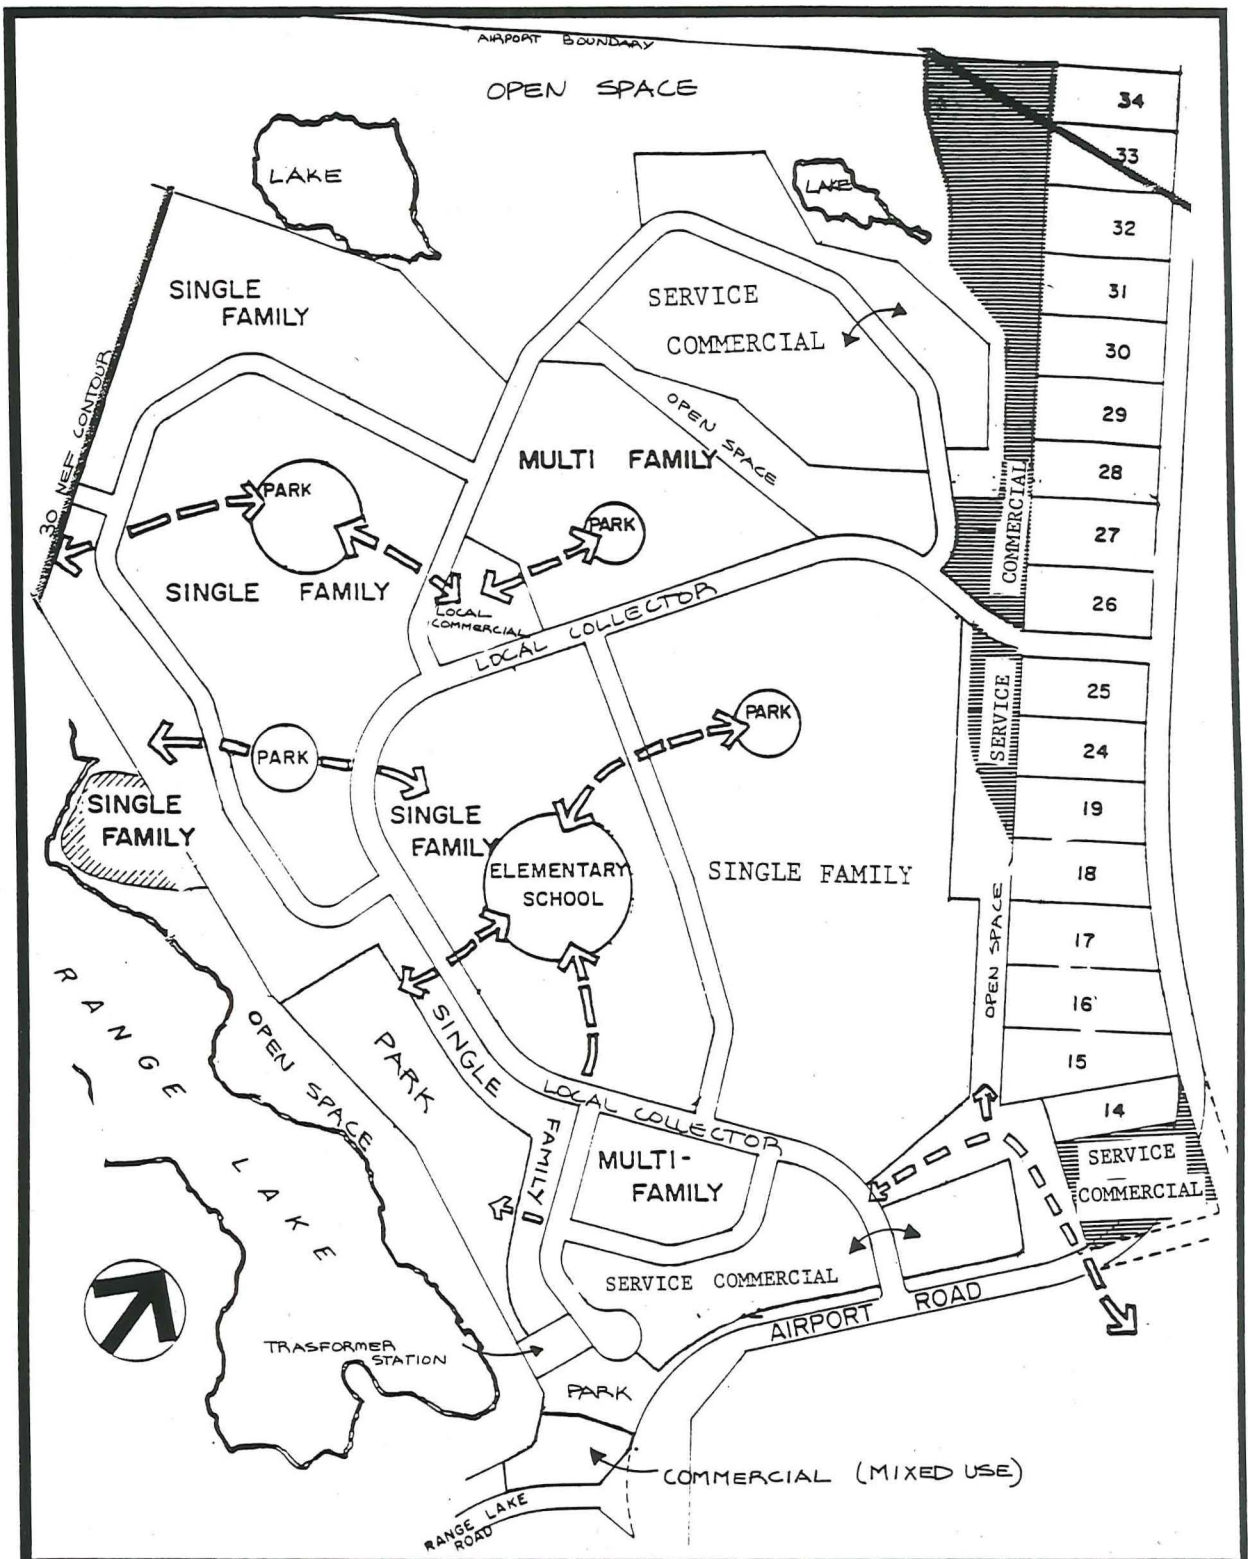 AIRPORT BOUNDARY
OPEN SPACE
34
33
32
31
30
29
28
27
26
25
24
19
18
17
16
15
14
LAKE
LAKE
SINGLE
FAMILY
SERVICE
COMMERCIAL
30 NEF CONTOUR
OPEN SPACE
MULTI FAMILY
PARK
PARK
SINGLE FAMILY
LOCAL
COMMERCIAL
LOCAL COLLECTOR
SERVICE COMMERCIAL
PARK
PARK
SINGLE
FAMILY
SINGLE
FAMILY
ELEMENTARY
SCHOOL
SINGLE FAMILY
OPEN SPACE
RANGE LAKE
OPEN SPACE
PARK
SINGLE FAMILY
LOCAL COLLECTOR
MULTI-
FAMILY
SERVICE
COMMERCIAL
SERVICE COMMERCIAL
AIRPORT ROAD
TRASFORMER
STATION
PARK
COMMERCIAL (MIXED USE)
RANGE LAKE
ROAD